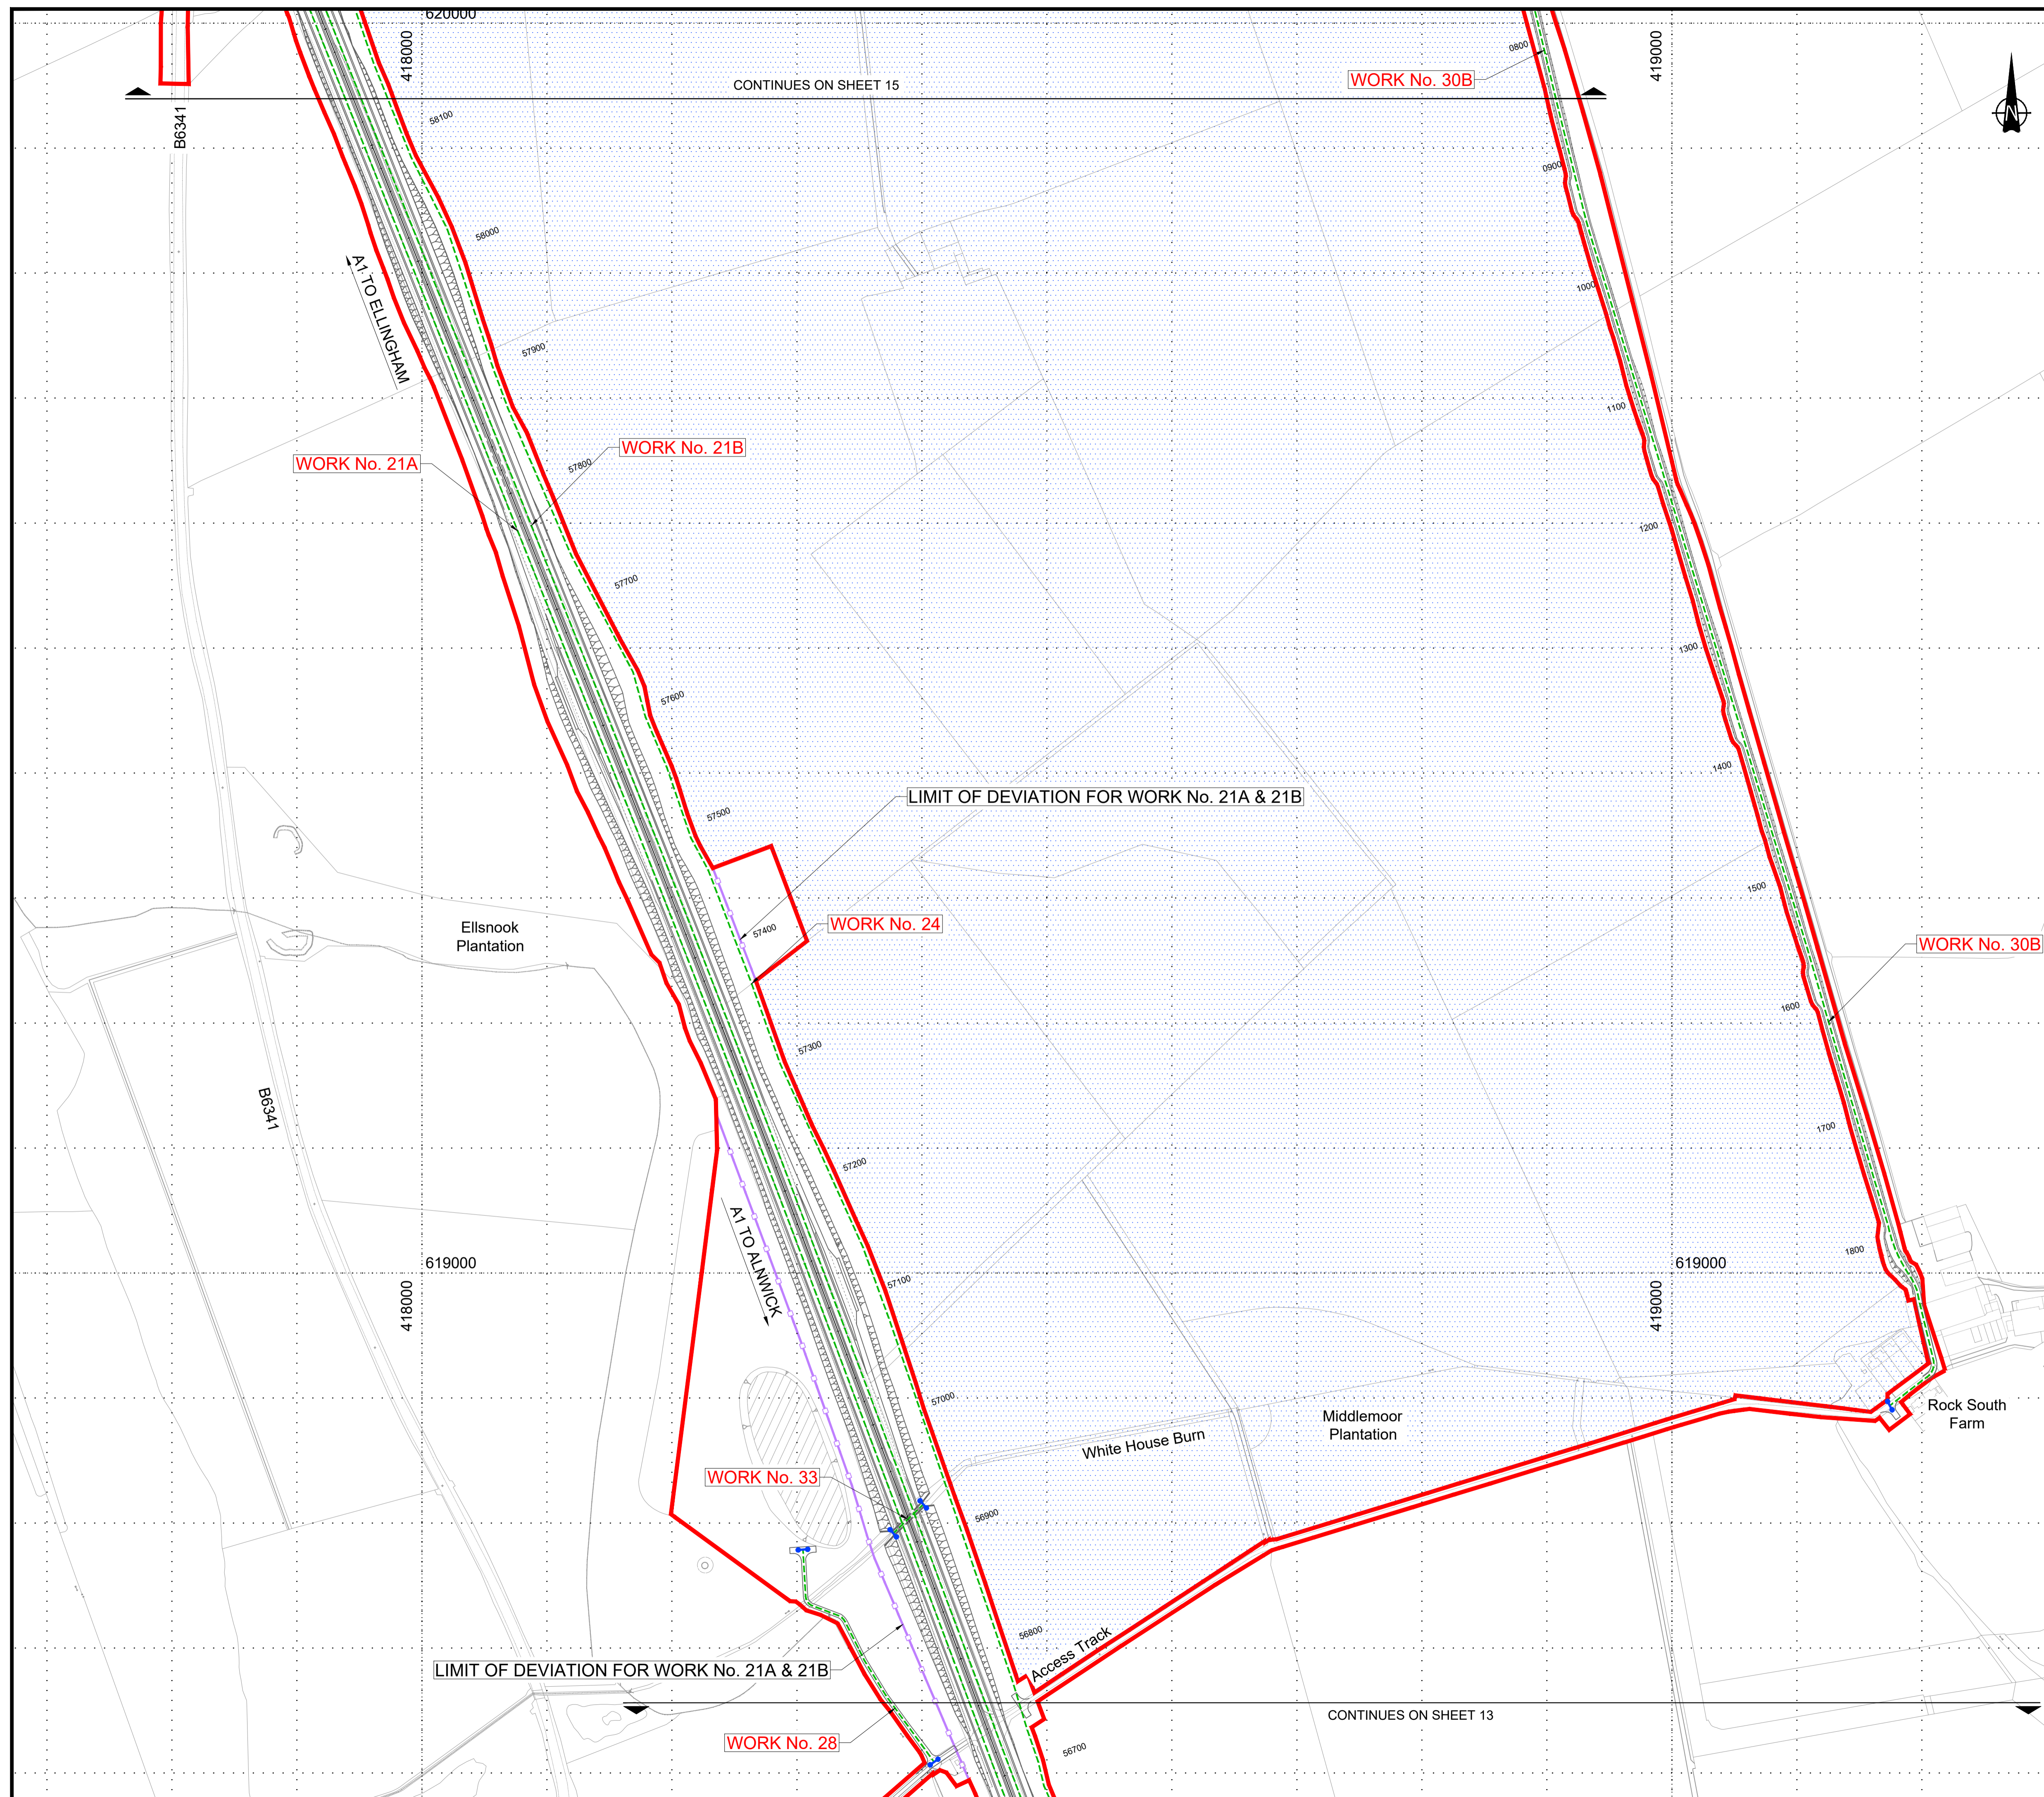 620000
418000
419000
0800
WORK No. 30B
CONTINUES ON SHEET 15
N
B6341
58100
0900
58000
A1 TO ELLINGHAM
1000
57900
1100
WORK No. 21B
WORK No. 21A
57800
1200
57700
1300
57600
1400
LIMIT OF DEVIATION FOR WORK No. 21A & 21B
57500
1500
WORK No. 24
57400
Ellsnook
Plantation
WORK No. 30B
1600
57300
B6341
1700
57200
A1 TO ALNWICK
1800
619000
619000
418000
419000
57100
57000
Middlemoor
Plantation
Rock South
Farm
White House Burn
WORK No. 33
56900
56800
Access Track
LIMIT OF DEVIATION FOR WORK No. 21A & 21B
CONTINUES ON SHEET 13
WORK No. 28
56700